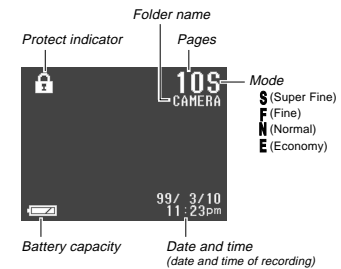 Folder name
Protect indicator
Pages
10S
CAMERA
Mode
S (Super Fine)
F (Fine)
N (Normal)
E (Economy)
99/ 3/10
11:23pm
Battery capacity
Date and time
(date and time of recording)